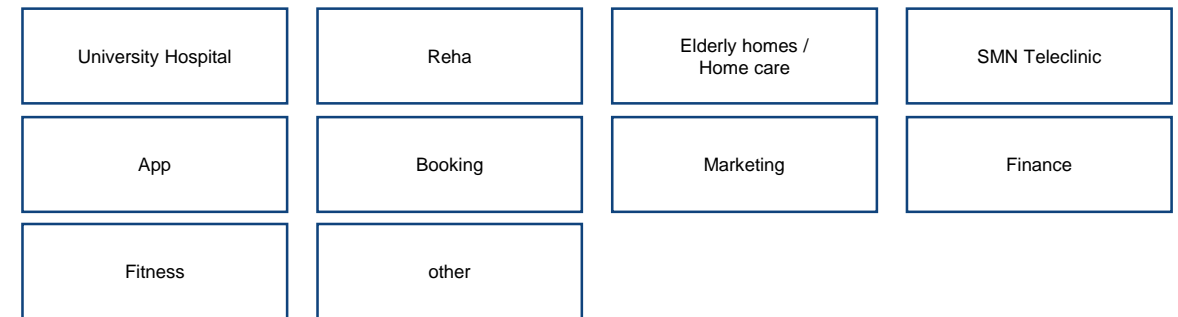 University Hospital
Reha
Elderly homes /
Home care
SMN Teleclinic
App
Booking
Marketing
Finance
Fitness
other